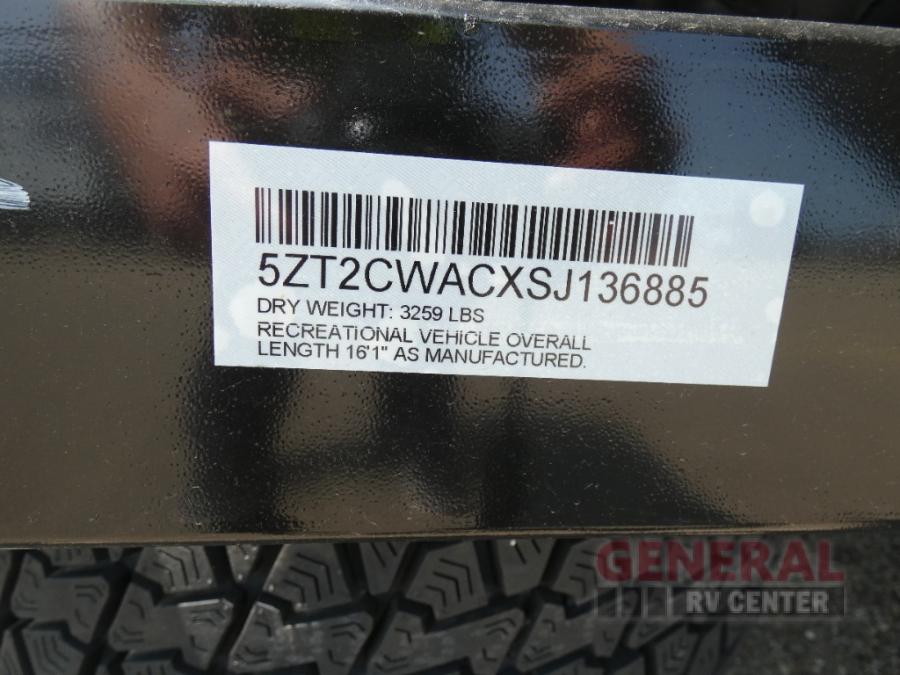 5ZT2CWACXSJ136885
DRY WEIGHT: 3259 LBS
RECREATIONAL VEHICLE OVERALL
LENGTH 16'1" AS MANUFACTURED.
GENERAL
RV CENTER